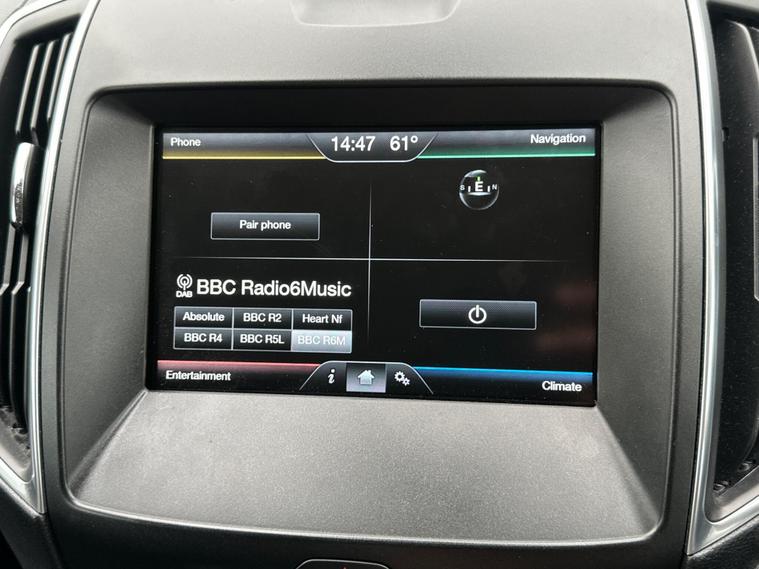 Phone
14:47 61°
Navigation
S E N
Pair phone
DAB
BBC Radio6Music
Absolute BBC R2 Heart Nf
BBC R4 BBC R5L BBC R6M
Entertainment
i
Climate